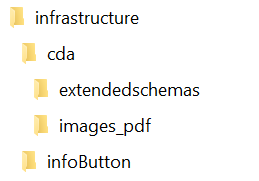 infrastructure
cda
extendedschemas
images_pdf
infoButton